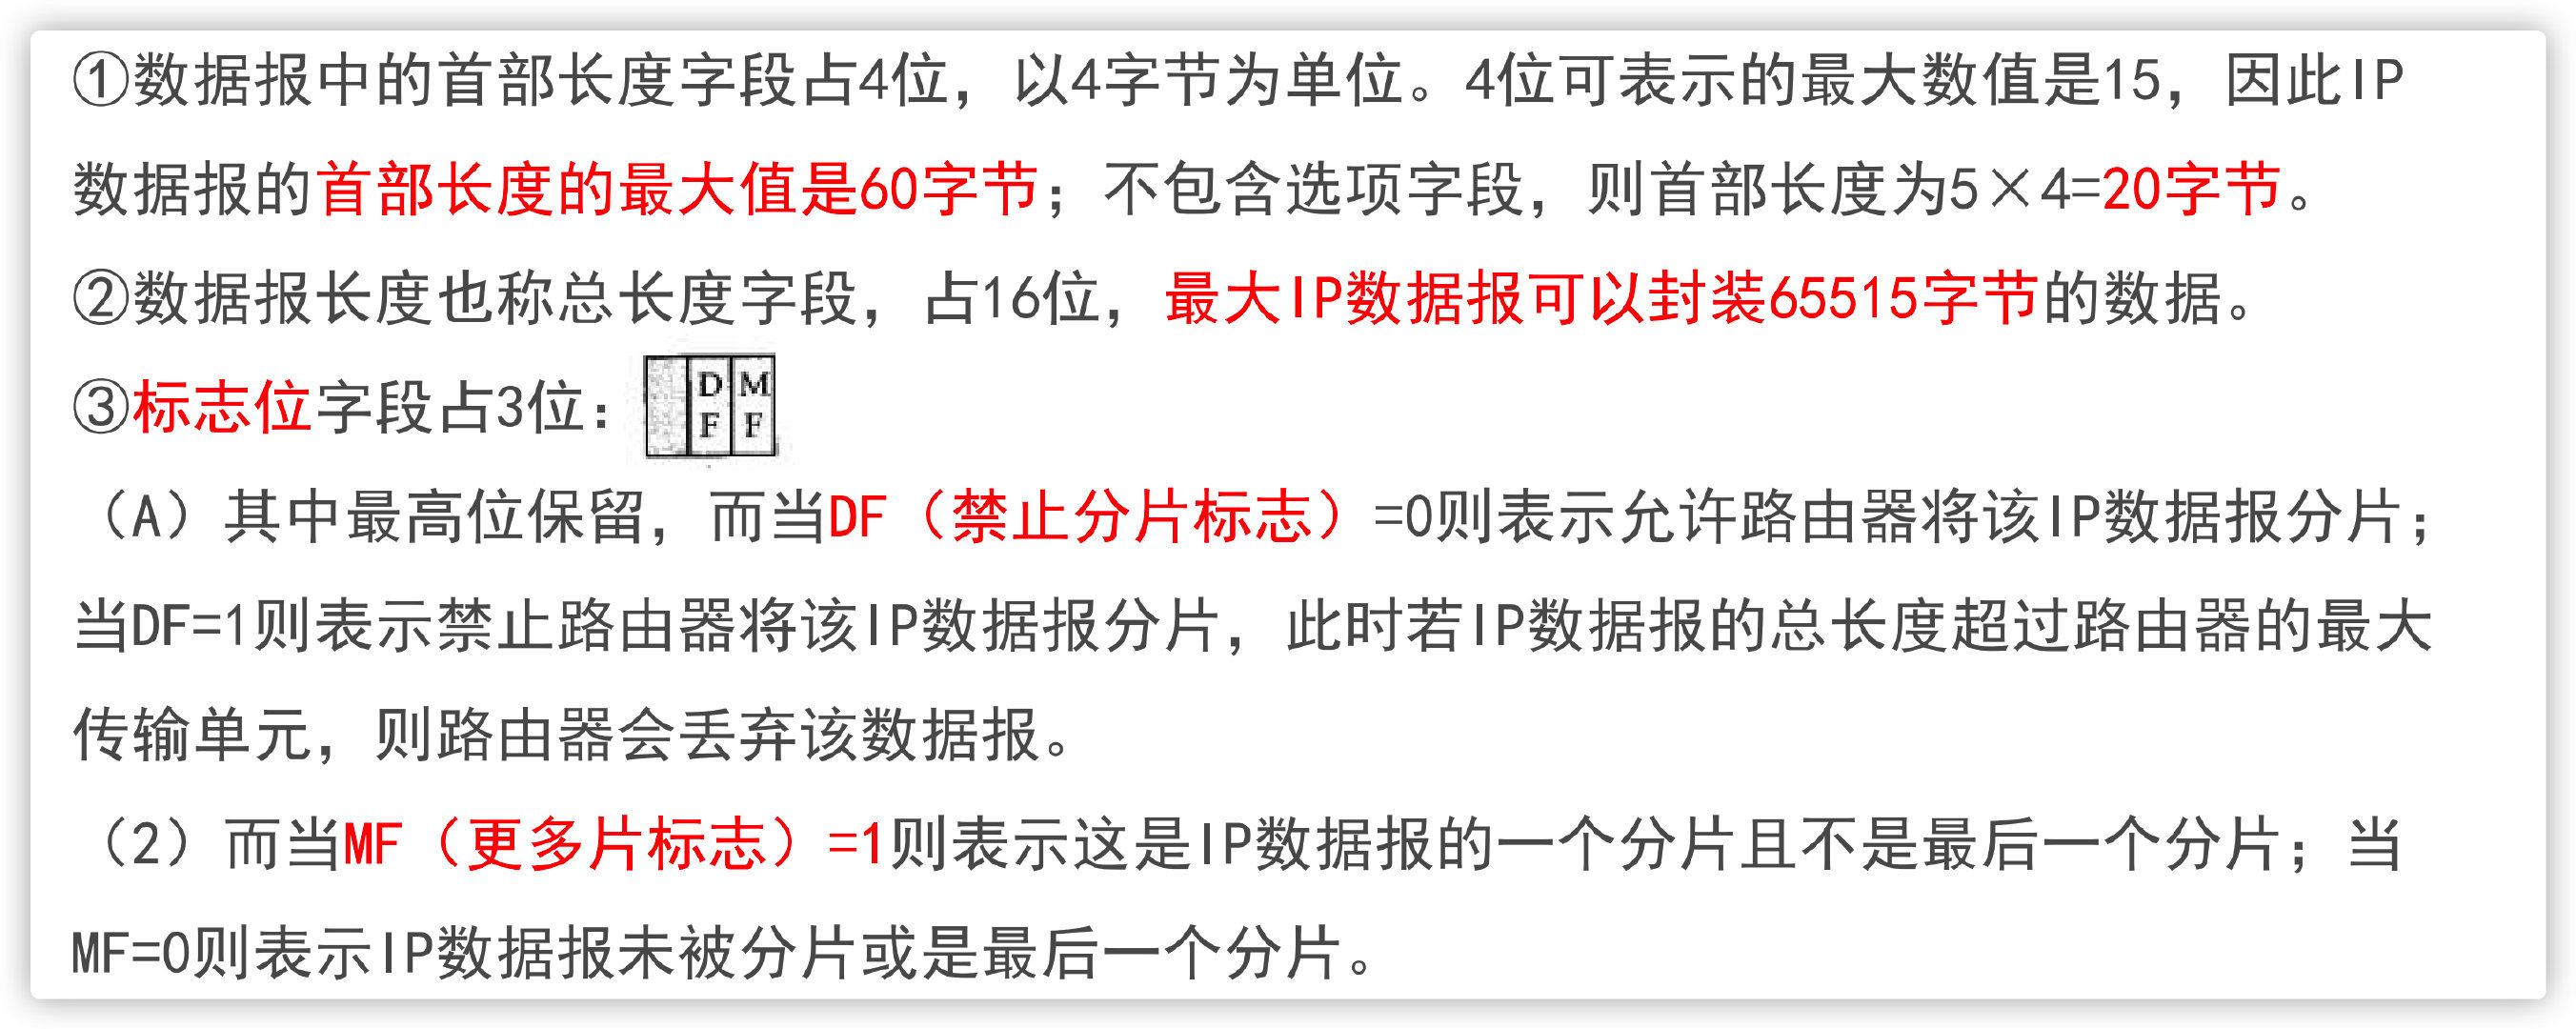 ①数据报中的首部长度字段占4位，以4字节为单位。4位可表示的最大数值是15，因此IP
数据报的首部长度的最大值是60字节；不包含选项字段，则首部长度为5×4=20字节。
②数据报长度也称总长度字段，占16位，最大IP数据报可以封装65515字节的数据。
③标志位字段占3位：
D M
F F
（A）其中最高位保留，而当DF（禁止分片标志）=0则表示允许路由器将该IP数据报分片；
当DF=1则表示禁止路由器将该IP数据报分片，此时若IP数据报的总长度超过路由器的最大
传输单元，则路由器会丢弃该数据报。
（2）而当MF（更多片标志）=1则表示这是IP数据报的一个分片且不是最后一个分片；当
MF=0则表示IP数据报未被分片或是最后一个分片。